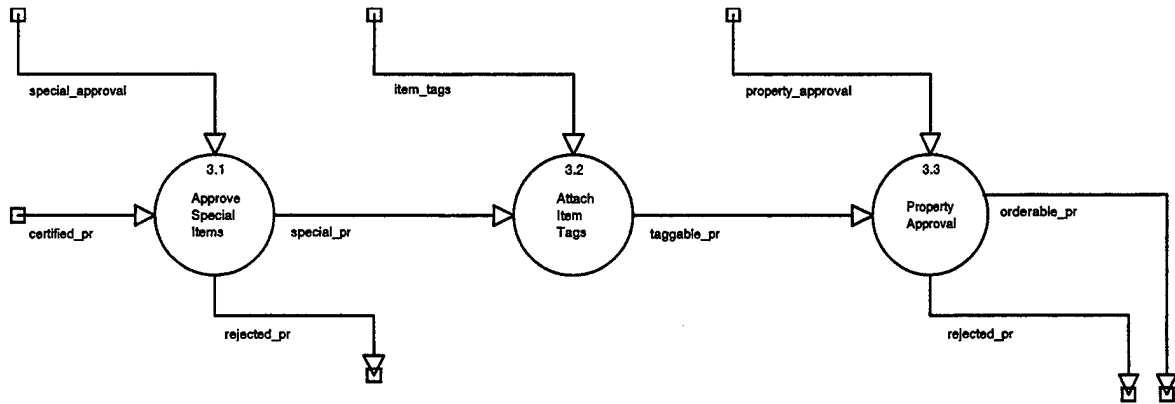 special_approval
item_tags
property_approval
3.1
Approve
Special
Items
3.2
Attach
Item
Tags
3.3
Property
Approval
certified_pr
special_pr
taggable_pr
orderable_pr
rejected_pr
rejected_pr